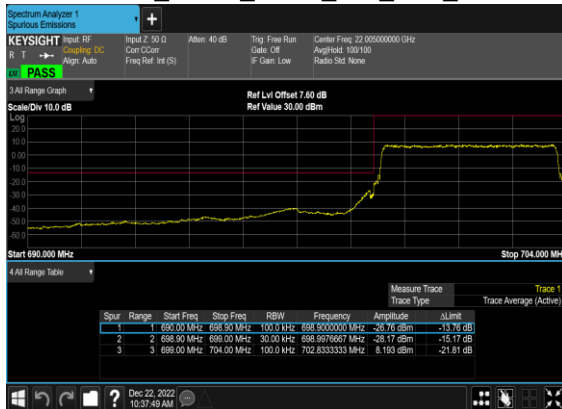 Spectrum Analyzer 1
Spurious Emissions
KEYSIGHT Input: RF Input Z: 50 Ω Atten: 40 dB Trig: Free Run Center Freq: 22.005000000 GHz
R T Coupling: DC Corr CCorr Gate: Off Avg|Hold: 100/100
Align: Auto Freq Ref: Int (S) IF Gain: Low Radio Std: None
PASS
3 All Range Graph
Ref Lvl Offset 7.60 dB
Scale/Div 10.0 dB Ref Value 30.00 dBm
Log
20.0
10.0
0.00
-10.0
-20.0
-30.0
-40.0
-50.0
-60.0
Start 690.000 MHz Stop 704.000 MHz
4 All Range Table
Measure Trace Trace 1
Trace Type Trace Average (Active)
Spur Range Start Freq Stop Freq RBW Frequency Amplitude ΔLimit
1 1 690.00 MHz 698.90 MHz 100.0 kHz 698.9000000 MHz -26.76 dBm -13.76 dB
2 2 698.90 MHz 699.00 MHz 30.00 kHz 698.9976667 MHz -28.17 dBm -15.17 dB
3 3 699.00 MHz 704.00 MHz 100.0 kHz 702.8333333 MHz 8.193 dBm -21.81 dB
Dec 22, 2022
10:37:49 AM